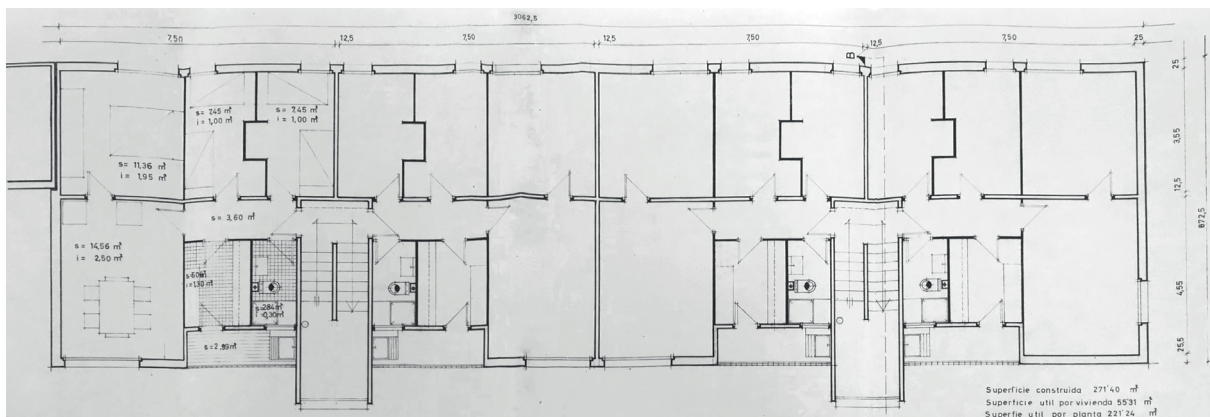 3062,5
7,50
12,5
7,50
12,5
7,50
12,5
7,50
25
B
25
3,55
12,5
4,55
25,5
872,5
s= 7,45 m²
i = 1,00 m²
s= 7,45 m²
i = 1,00 m²
s= 11,36 m²
i = 1,95 m²
s = 3,60 m²
s = 14,56 m²
i = 2,50 m²
i=0,30 m²
s=2,99 m²
Superficie construida 271'40 m²
Superficie util por vivienda 55'31 m²
Superfie util por planta 221'24 m²